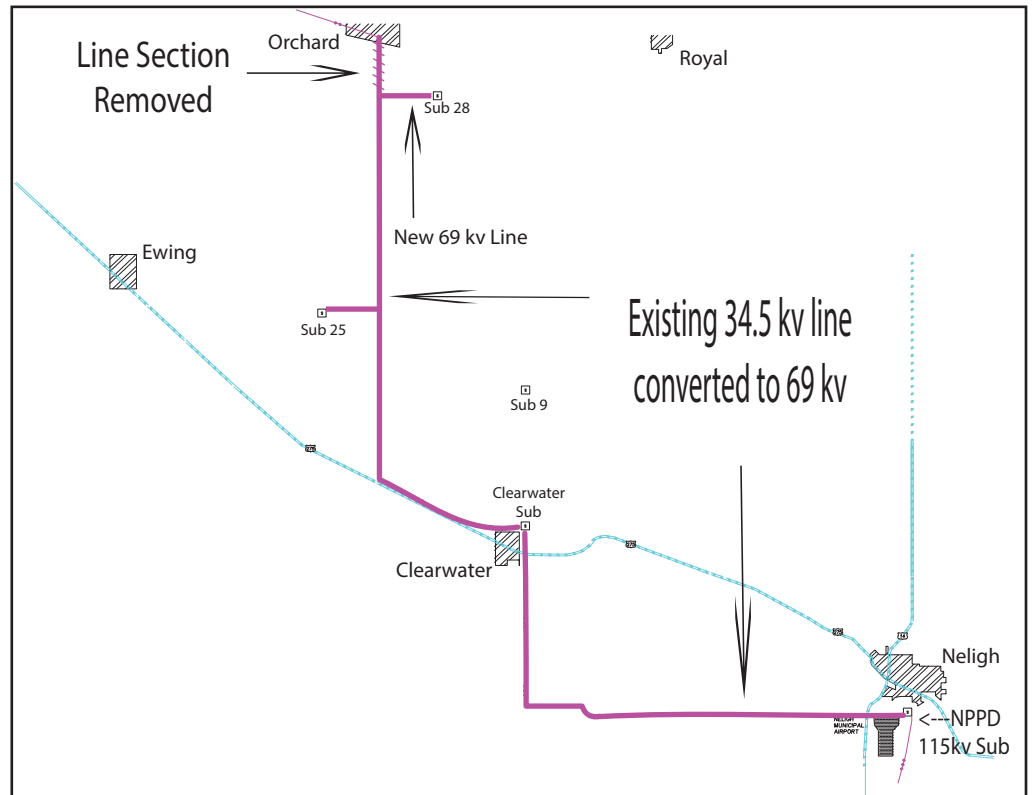 Orchard
Line Section
Removed
Royal
Sub 28
New 69 kv Line
Ewing
Sub 25
Existing 34.5 kv line
converted to 69 kv
Sub 9
Clearwater
Sub
Clearwater
Neligh
NELIGH
MUNICIPAL
AIRPORT
<---NPPD
115kv Sub